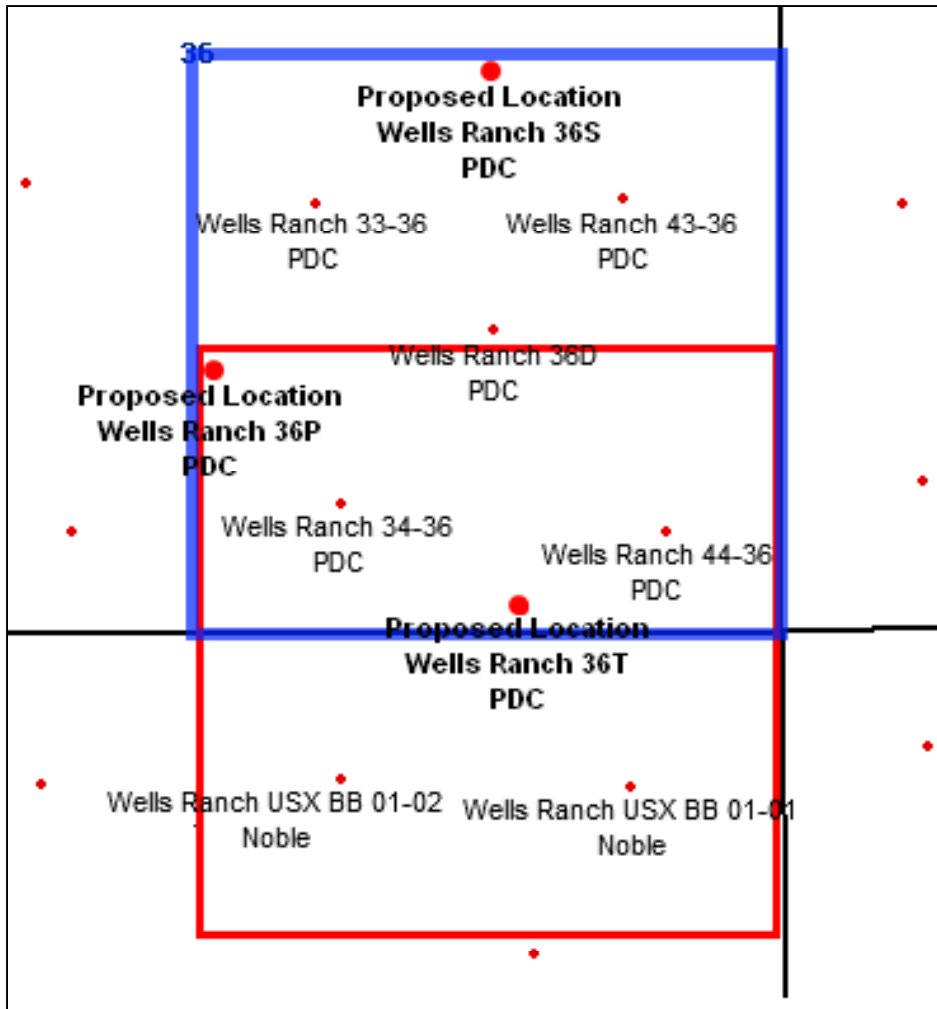 36
Proposed Location
Wells Ranch 36S
PDC
Wells Ranch 33-36
PDC
Wells Ranch 43-36
PDC
Wells Ranch 36D
PDC
Proposed Location
Wells Ranch 36P
PDC
Wells Ranch 34-36
PDC
Wells Ranch 44-36
PDC
Proposed Location
Wells Ranch 36T
PDC
Wells Ranch USX BB 01-02
Noble
Wells Ranch USX BB 01-01
Noble